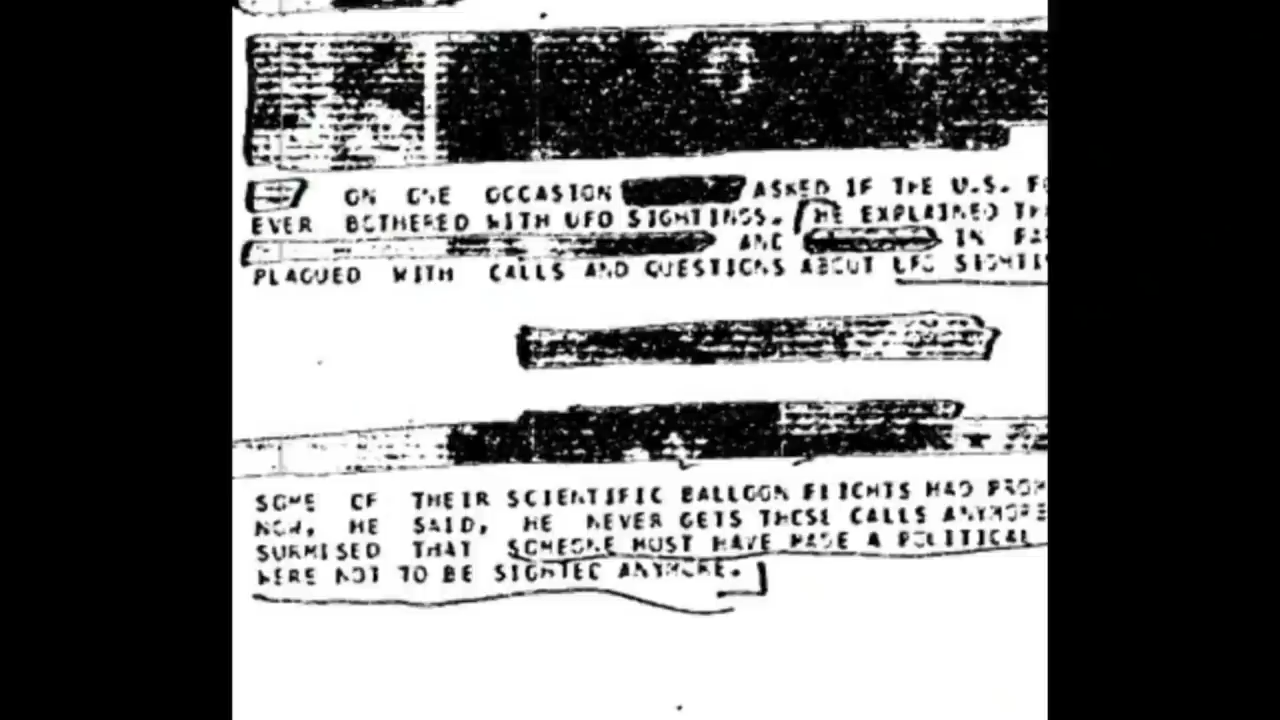 ON ONE OCCASION ASKED IF THE U.S.
EVER BOTHERED WITH UFO SIGHTINGS. HE EXPLAINED
AND IN
PLAGUED WITH CALLS AND QUESTIONS ABOUT UFO
SOME OF THEIR SCIENTIFIC BALLOON FLIGHTS HAD
NOW, HE SAID, HE NEVER GETS THESE CALLS ANYMORE
SURMISED THAT SOMEONE MUST HAVE MADE A POLITICAL
WERE NOT TO BE SIGHTED ANYMORE.